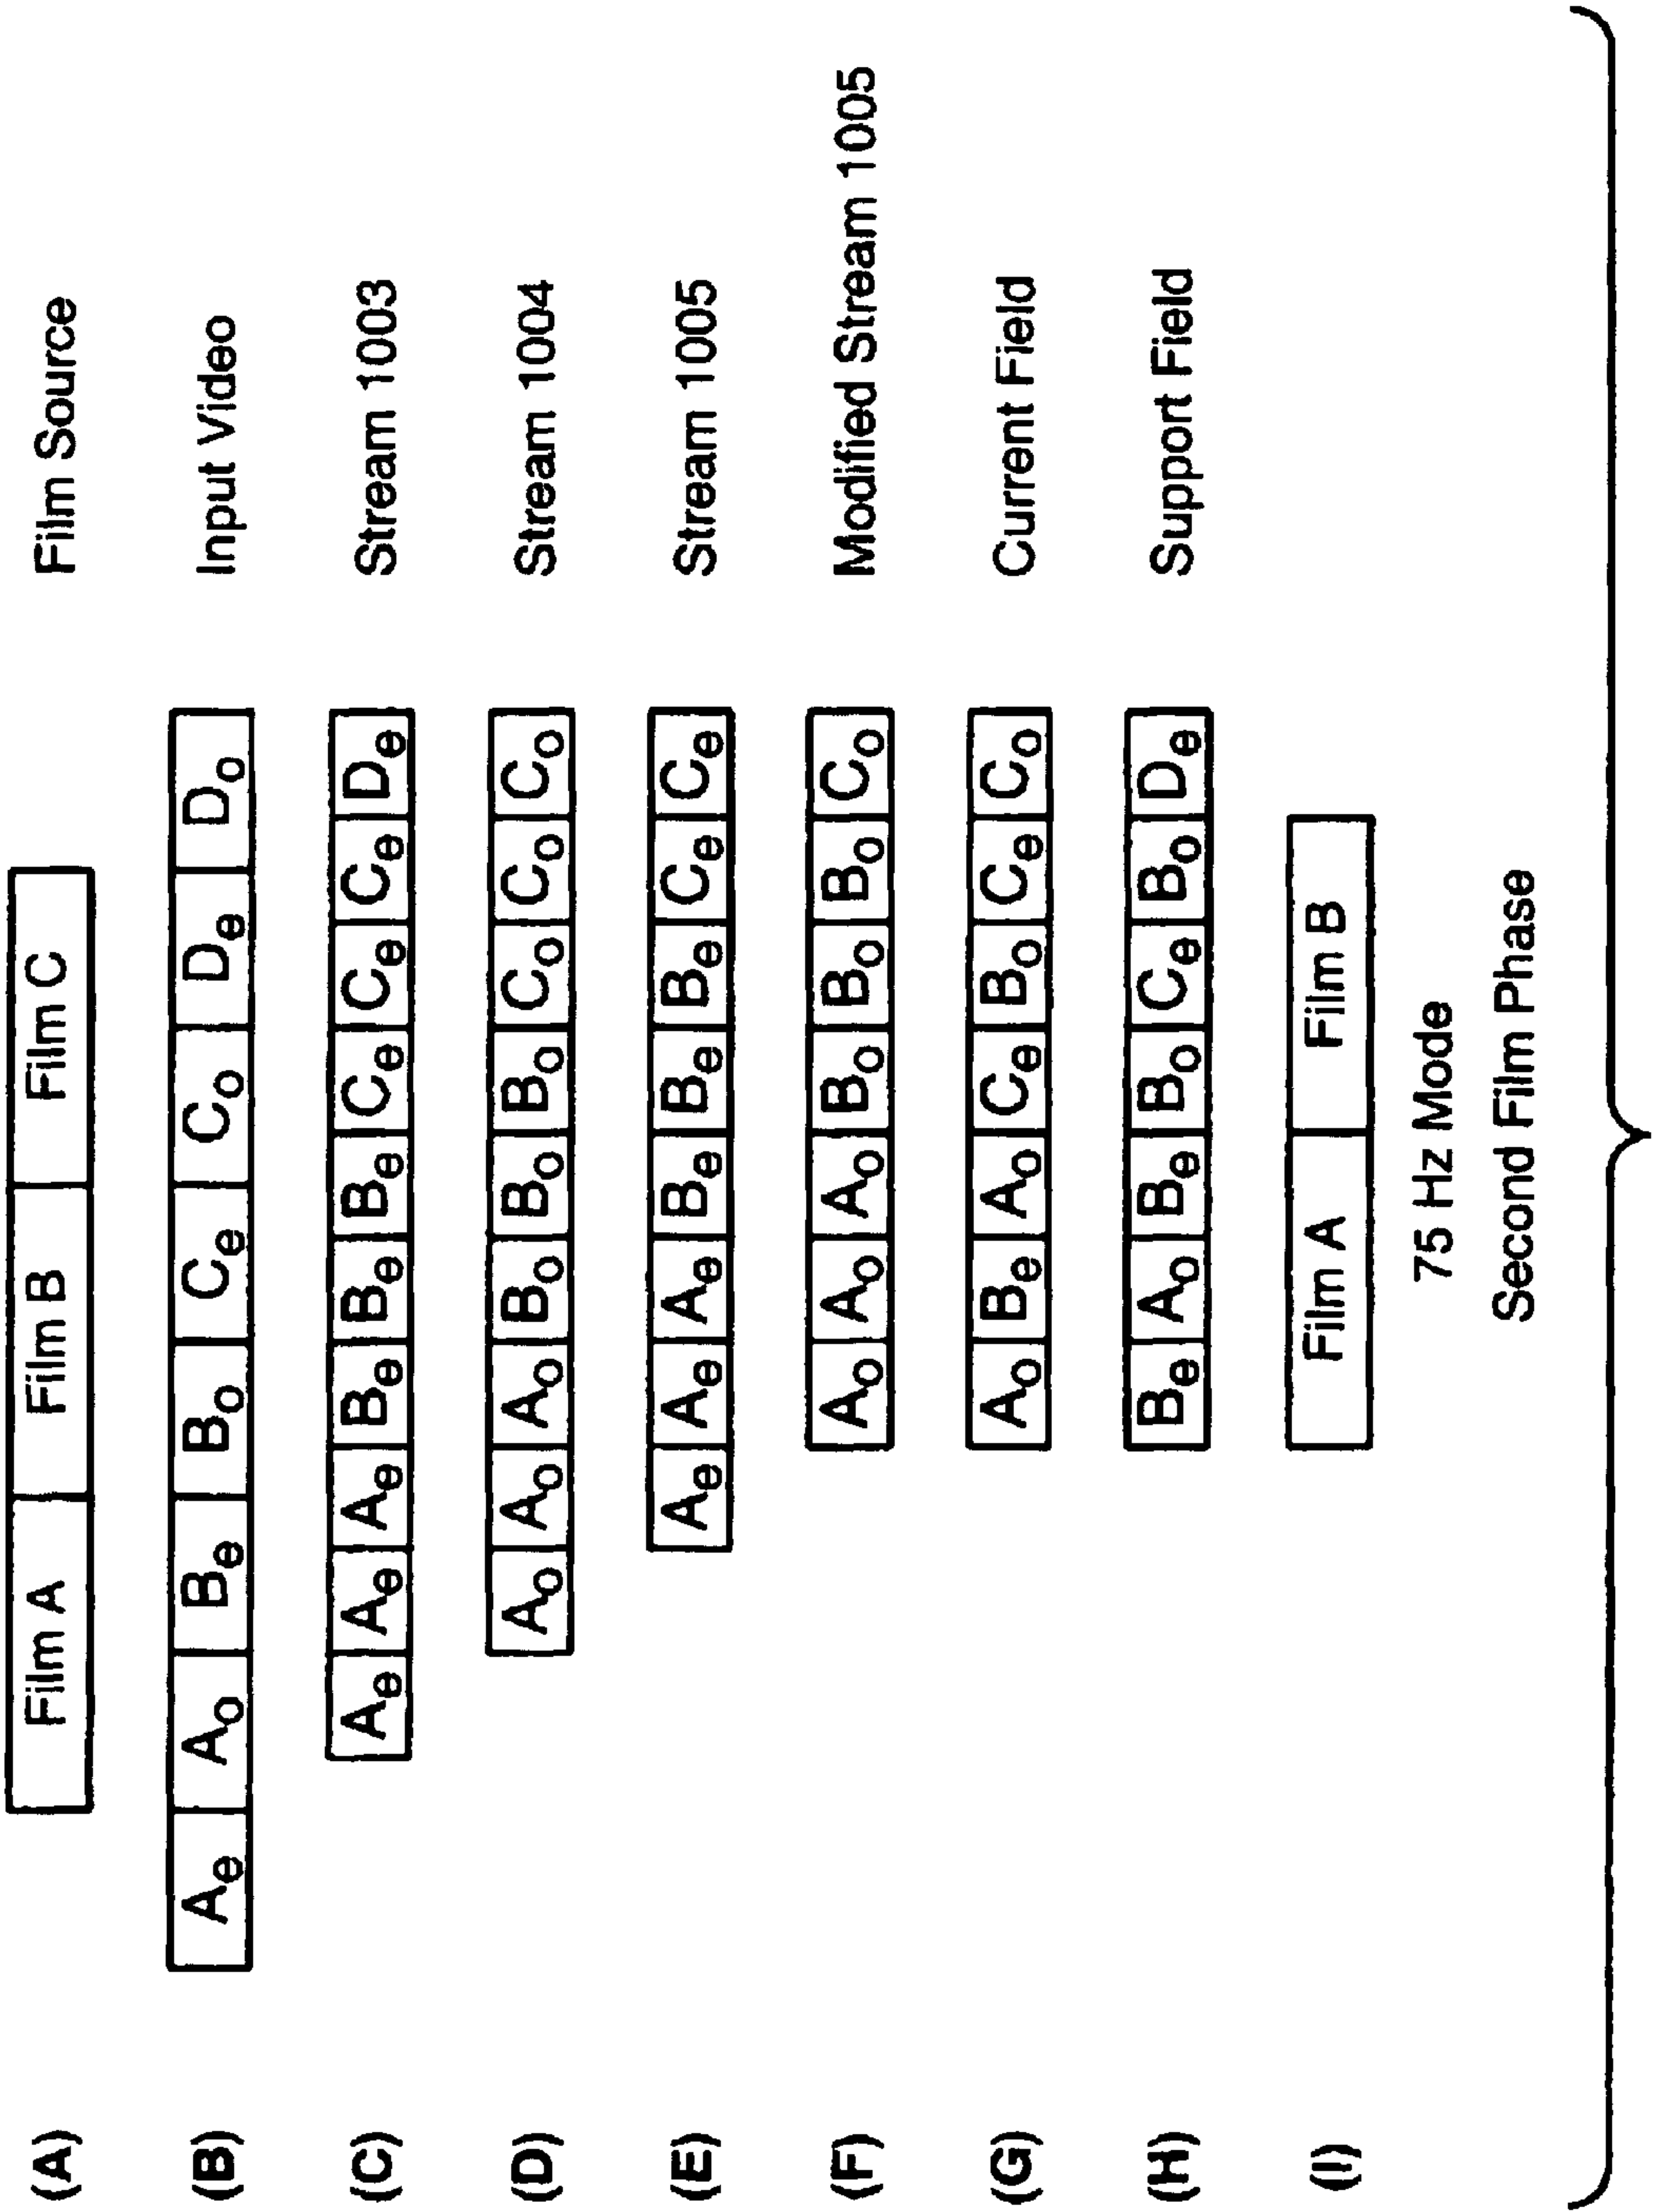 (A) Film A Film B Film C Film Source
(B) Ae Ao Be Bo Ce Co De Do Input Video
(C) Ae Ae Ae Be Be Be Ce Ce Ce De Stream 1003
(D) Ao Ao Ao Bo Bo Bo Co Co Co Stream 1004
(E) Ae Ae Ae Be Be Be Ce Ce Stream 1005
(F) Ao Ao Ao Bo Bo Bo Co Modified Stream 1005
(G) Ao Be Ao Ce Bo Ce Co Current Field
(H) Be Ao Be Bo Ce Bo De Support Field
(I) Film A Film B
75 Hz Mode
Second Film Phase